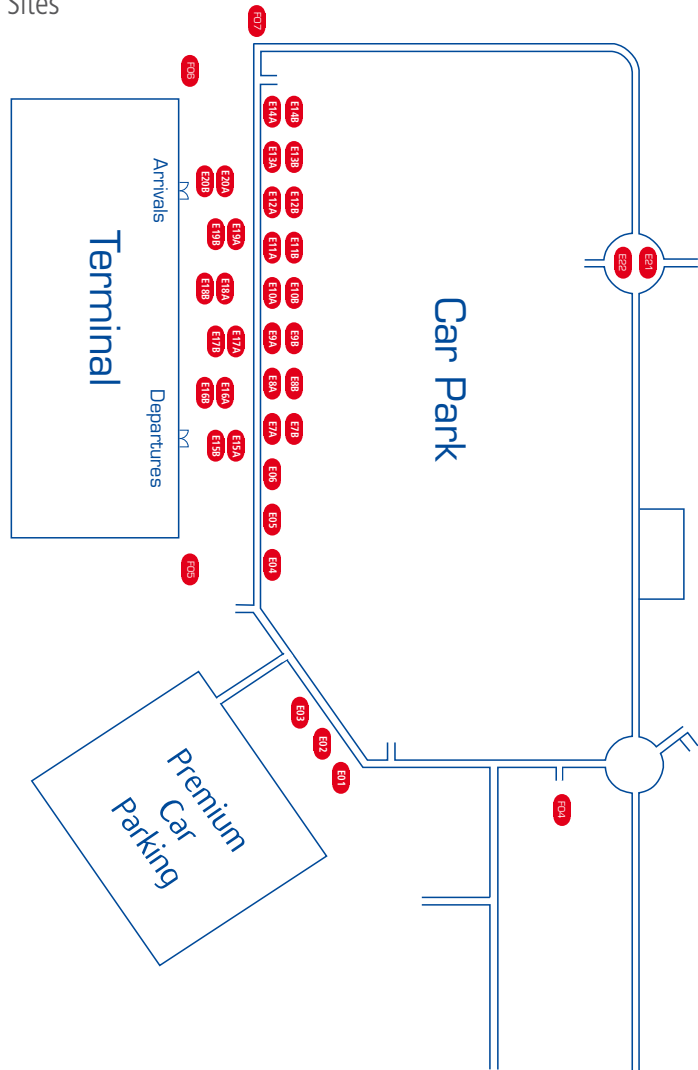 Sites
F07
F06
E14A
E14B
E13A
E13B
E12A
E12B
E11A
E11B
E10A
E10B
E9A
E9B
E8A
E8B
E7A
E7B
E06
E05
E04
E20B
E20A
E19B
E19A
E18B
E18A
E17B
E17A
E16B
E16A
E15B
E15A
E22
E21
Arrivals
Terminal
Departures
Car Park
F05
E03
E02
E01
F04
Premium
Car
Parking